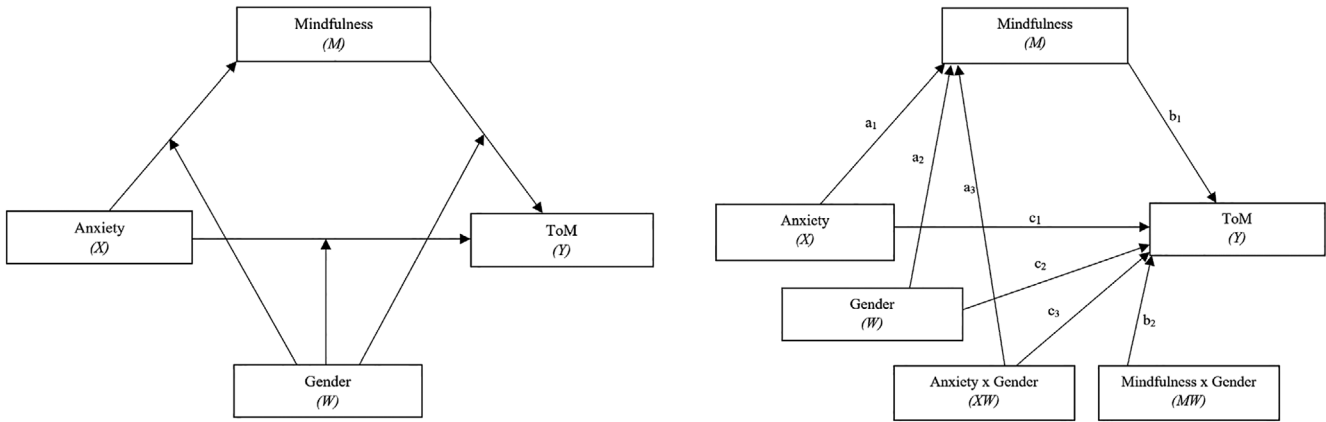 Mindfulness
(M)
Anxiety
(X)
ToM
(Y)
Gender
(W)
Mindfulness
(M)
a₁
b₁
a₂
a₃
Anxiety
(X)
c₁
ToM
(Y)
c₂
Gender
(W)
c₃
b₂
Anxiety x Gender
(XW)
Mindfulness x Gender
(MW)